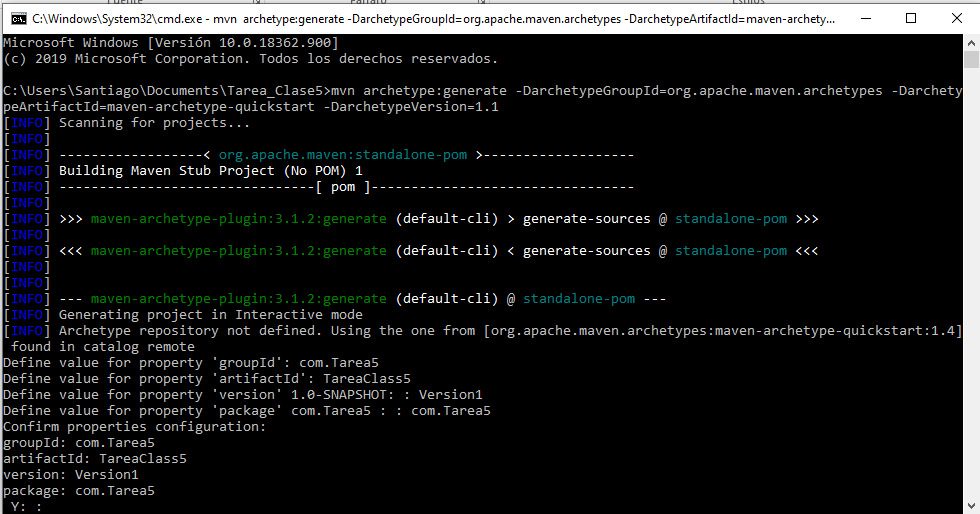 C:\Windows\System32\cmd.exe - mvn archetype:generate -DarchetypeGroupId=org.apache.maven.archetypes -DarchetypeArtifactId=maven-archety...
Microsoft Windows [Versión 10.0.18362.900]
(c) 2019 Microsoft Corporation. Todos los derechos reservados.
C:\Users\Santiago\Documents\Tarea_Clase5>mvn archetype:generate -DarchetypeGroupId=org.apache.maven.archetypes -Darchety
peArtifactId=maven-archetype-quickstart -DarchetypeVersion=1.1
[INFO] Scanning for projects...
[INFO]
[INFO] ------------------< org.apache.maven:standalone-pom >-------------------
[INFO] Building Maven Stub Project (No POM) 1
[INFO] --------------------------------[ pom ]---------------------------------
[INFO]
[INFO] >>> maven-archetype-plugin:3.1.2:generate (default-cli) > generate-sources @ standalone-pom >>>
[INFO]
[INFO] <<< maven-archetype-plugin:3.1.2:generate (default-cli) < generate-sources @ standalone-pom <<<
[INFO]
[INFO]
[INFO] --- maven-archetype-plugin:3.1.2:generate (default-cli) @ standalone-pom ---
[INFO] Generating project in Interactive mode
[INFO] Archetype repository not defined. Using the one from [org.apache.maven.archetypes:maven-archetype-quickstart:1.4]
 found in catalog remote
Define value for property 'groupId': com.Tarea5
Define value for property 'artifactId': TareaClass5
Define value for property 'version' 1.0-SNAPSHOT: : Version1
Define value for property 'package' com.Tarea5 : : com.Tarea5
Confirm properties configuration:
groupId: com.Tarea5
artifactId: TareaClass5
version: Version1
package: com.Tarea5
 Y: :